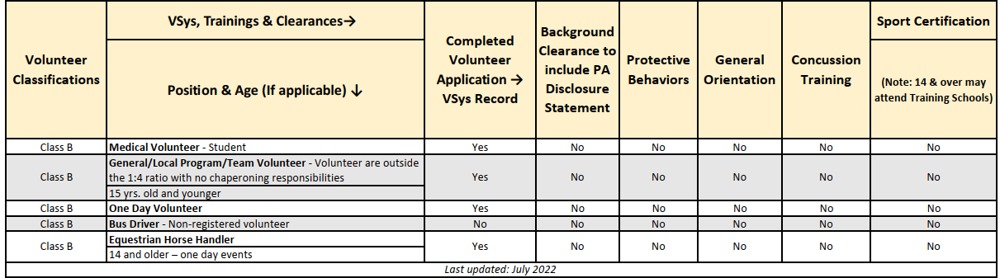 Volunteer
Classifications
VSys, Trainings & Clearances→
Position & Age (If applicable) ↓
Completed
Volunteer
Application →
VSys Record
Background
Clearance to
include PA
Disclosure
Statement
Protective
Behaviors
General
Orientation
Concussion
Training
Sport Certification
(Note: 14 & over may
attend Training Schools)
Class B Medical Volunteer - Student Yes No No No No No
Class B General/Local Program/Team Volunteer - Volunteer are outside
the 1:4 ratio with no chaperoning responsibilities Yes No No No No No
15 yrs. old and younger
Class B One Day Volunteer Yes No No No No No
Class B Bus Driver - Non-registered volunteer No No No No No No
Class B Equestrian Horse Handler Yes No No No No No
14 and older – one day events
Last updated: July 2022